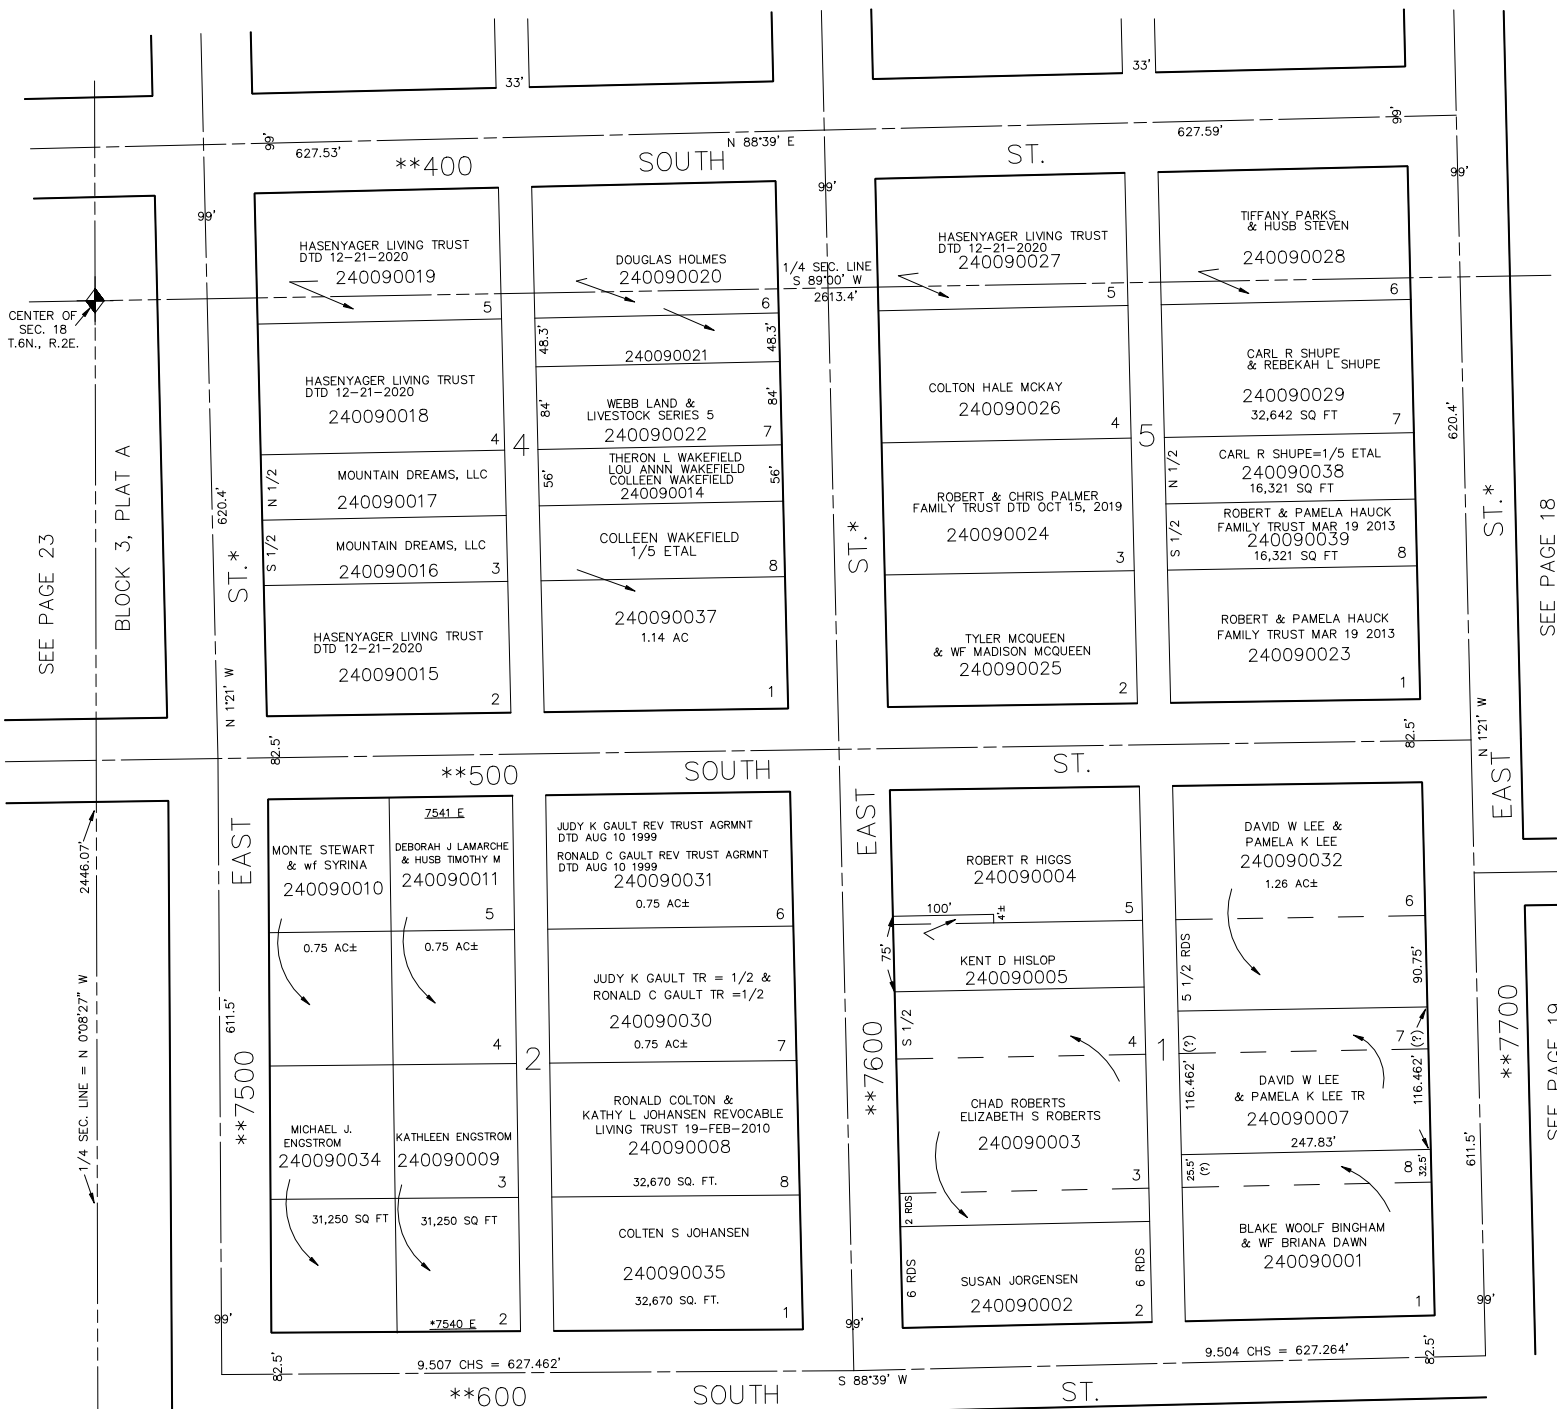 33'
33'
99'
627.53'
N 88°39' E
627.59'
99'
**400 SOUTH ST.
99'
99'
99'
HASENYAGER LIVING TRUST
DTD 12-21-2020
240090019
5
DOUGLAS HOLMES
240090020
6
1/4 SEC. LINE
S 89°00' W
2613.4'
HASENYAGER LIVING TRUST
DTD 12-21-2020
240090027
5
TIFFANY PARKS
& HUSB STEVEN
240090028
6
CENTER OF
SEC. 18
T.6N., R.2E.
48.3'
240090021
48.3'
HASENYAGER LIVING TRUST
DTD 12-21-2020
240090018
4
4
84'
WEBB LAND &
LIVESTOCK SERIES 5
240090022
84'
7
COLTON HALE MCKAY
240090026
4
5
CARL R SHUPE
& REBEKAH L SHUPE
240090029
32,642 SQ FT
7
620.4'
N 1/2
MOUNTAIN DREAMS, LLC
240090017
56'
THERON L WAKEFIELD
LOU ANNN WAKEFIELD
COLLEEN WAKEFIELD
240090014
56'
N 1/2
CARL R SHUPE=1/5 ETAL
240090038
16,321 SQ FT
S 1/2
MOUNTAIN DREAMS, LLC
240090016
3
COLLEEN WAKEFIELD
1/5 ETAL
8
ROBERT & CHRIS PALMER
FAMILY TRUST DTD OCT 15, 2019
240090024
3
S 1/2
ROBERT & PAMELA HAUCK
FAMILY TRUST MAR 19 2013
240090039
16,321 SQ FT
8
SEE PAGE 23
BLOCK 3, PLAT A
620.4'
ST.*
N 1°21' W
ST.*
ST.*
SEE PAGE 18
HASENYAGER LIVING TRUST
DTD 12-21-2020
240090015
2
240090037
1.14 AC
1
TYLER MCQUEEN
& WF MADISON MCQUEEN
240090025
2
ROBERT & PAMELA HAUCK
FAMILY TRUST MAR 19 2013
240090023
1
N 1°21' W
82.5'
82.5'
**500 SOUTH ST.
EAST
EAST
EAST
2446.07'
1/4 SEC. LINE = N 0°08'27" W
MONTE STEWART
& wf SYRINA
240090010
0.75 AC±
7541 E
DEBORAH J LAMARCHE
& HUSB TIMOTHY M
240090011
5
0.75 AC±
4
JUDY K GAULT REV TRUST AGRMNT
DTD AUG 10 1999
RONALD C GAULT REV TRUST AGRMNT
DTD AUG 10 1999
240090031
0.75 AC±
6
ROBERT R HIGGS
240090004
5
100'
4'±
75'
KENT D HISLOP
240090005
DAVID W LEE &
PAMELA K LEE
240090032
1.26 AC±
6
5 1/2 RDS
90.75'
611.5'
**7500
2
JUDY K GAULT TR = 1/2 &
RONALD C GAULT TR =1/2
240090030
0.75 AC±
7
**7600
S 1/2
4
1
7
116.462' (?)
116.462' (?)
**7700
SEE PAGE 19
MICHAEL J.
ENGSTROM
240090034
31,250 SQ FT
KATHLEEN ENGSTROM
240090009
3
31,250 SQ FT
*7540 E
2
RONALD COLTON &
KATHY L JOHANSEN REVOCABLE
LIVING TRUST 19-FEB-2010
240090008
32,670 SQ. FT.
8
CHAD ROBERTS
ELIZABETH S ROBERTS
240090003
3
2 RDS
DAVID W LEE
& PAMELA K LEE TR
240090007
247.83'
25.5'
(?)
8
32.5'
611.5'
COLTEN S JOHANSEN
240090035
32,670 SQ. FT.
1
6 RDS
SUSAN JORGENSEN
240090002
6 RDS
2
BLAKE WOOLF BINGHAM
& WF BRIANA DAWN
240090001
1
99'
99'
99'
82.5'
9.507 CHS = 627.462'
S 88°39' W
9.504 CHS = 627.264'
82.5'
**600 SOUTH ST.